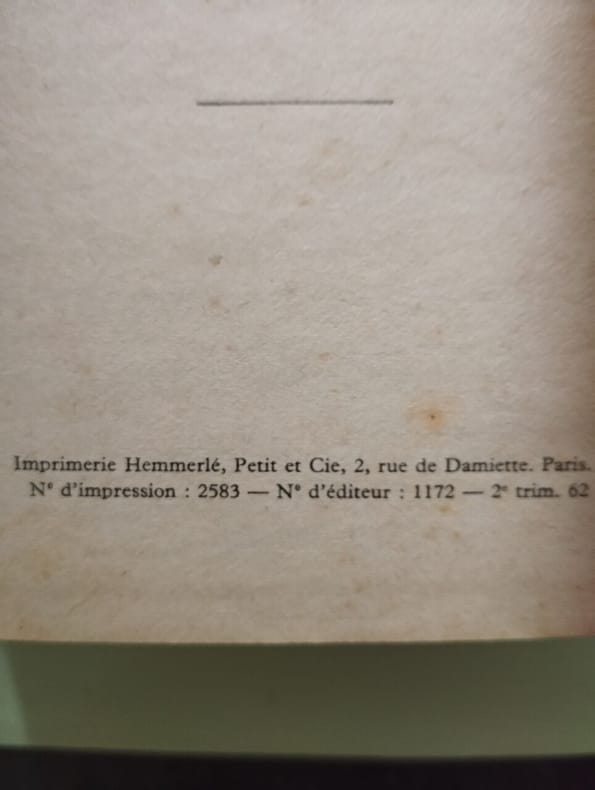 Imprimerie Hemmerlé, Petit et Cie, 2, rue de Damiette. Paris.
N° d'impression : 2583 — N° d'éditeur : 1172 — 2e trim. 62